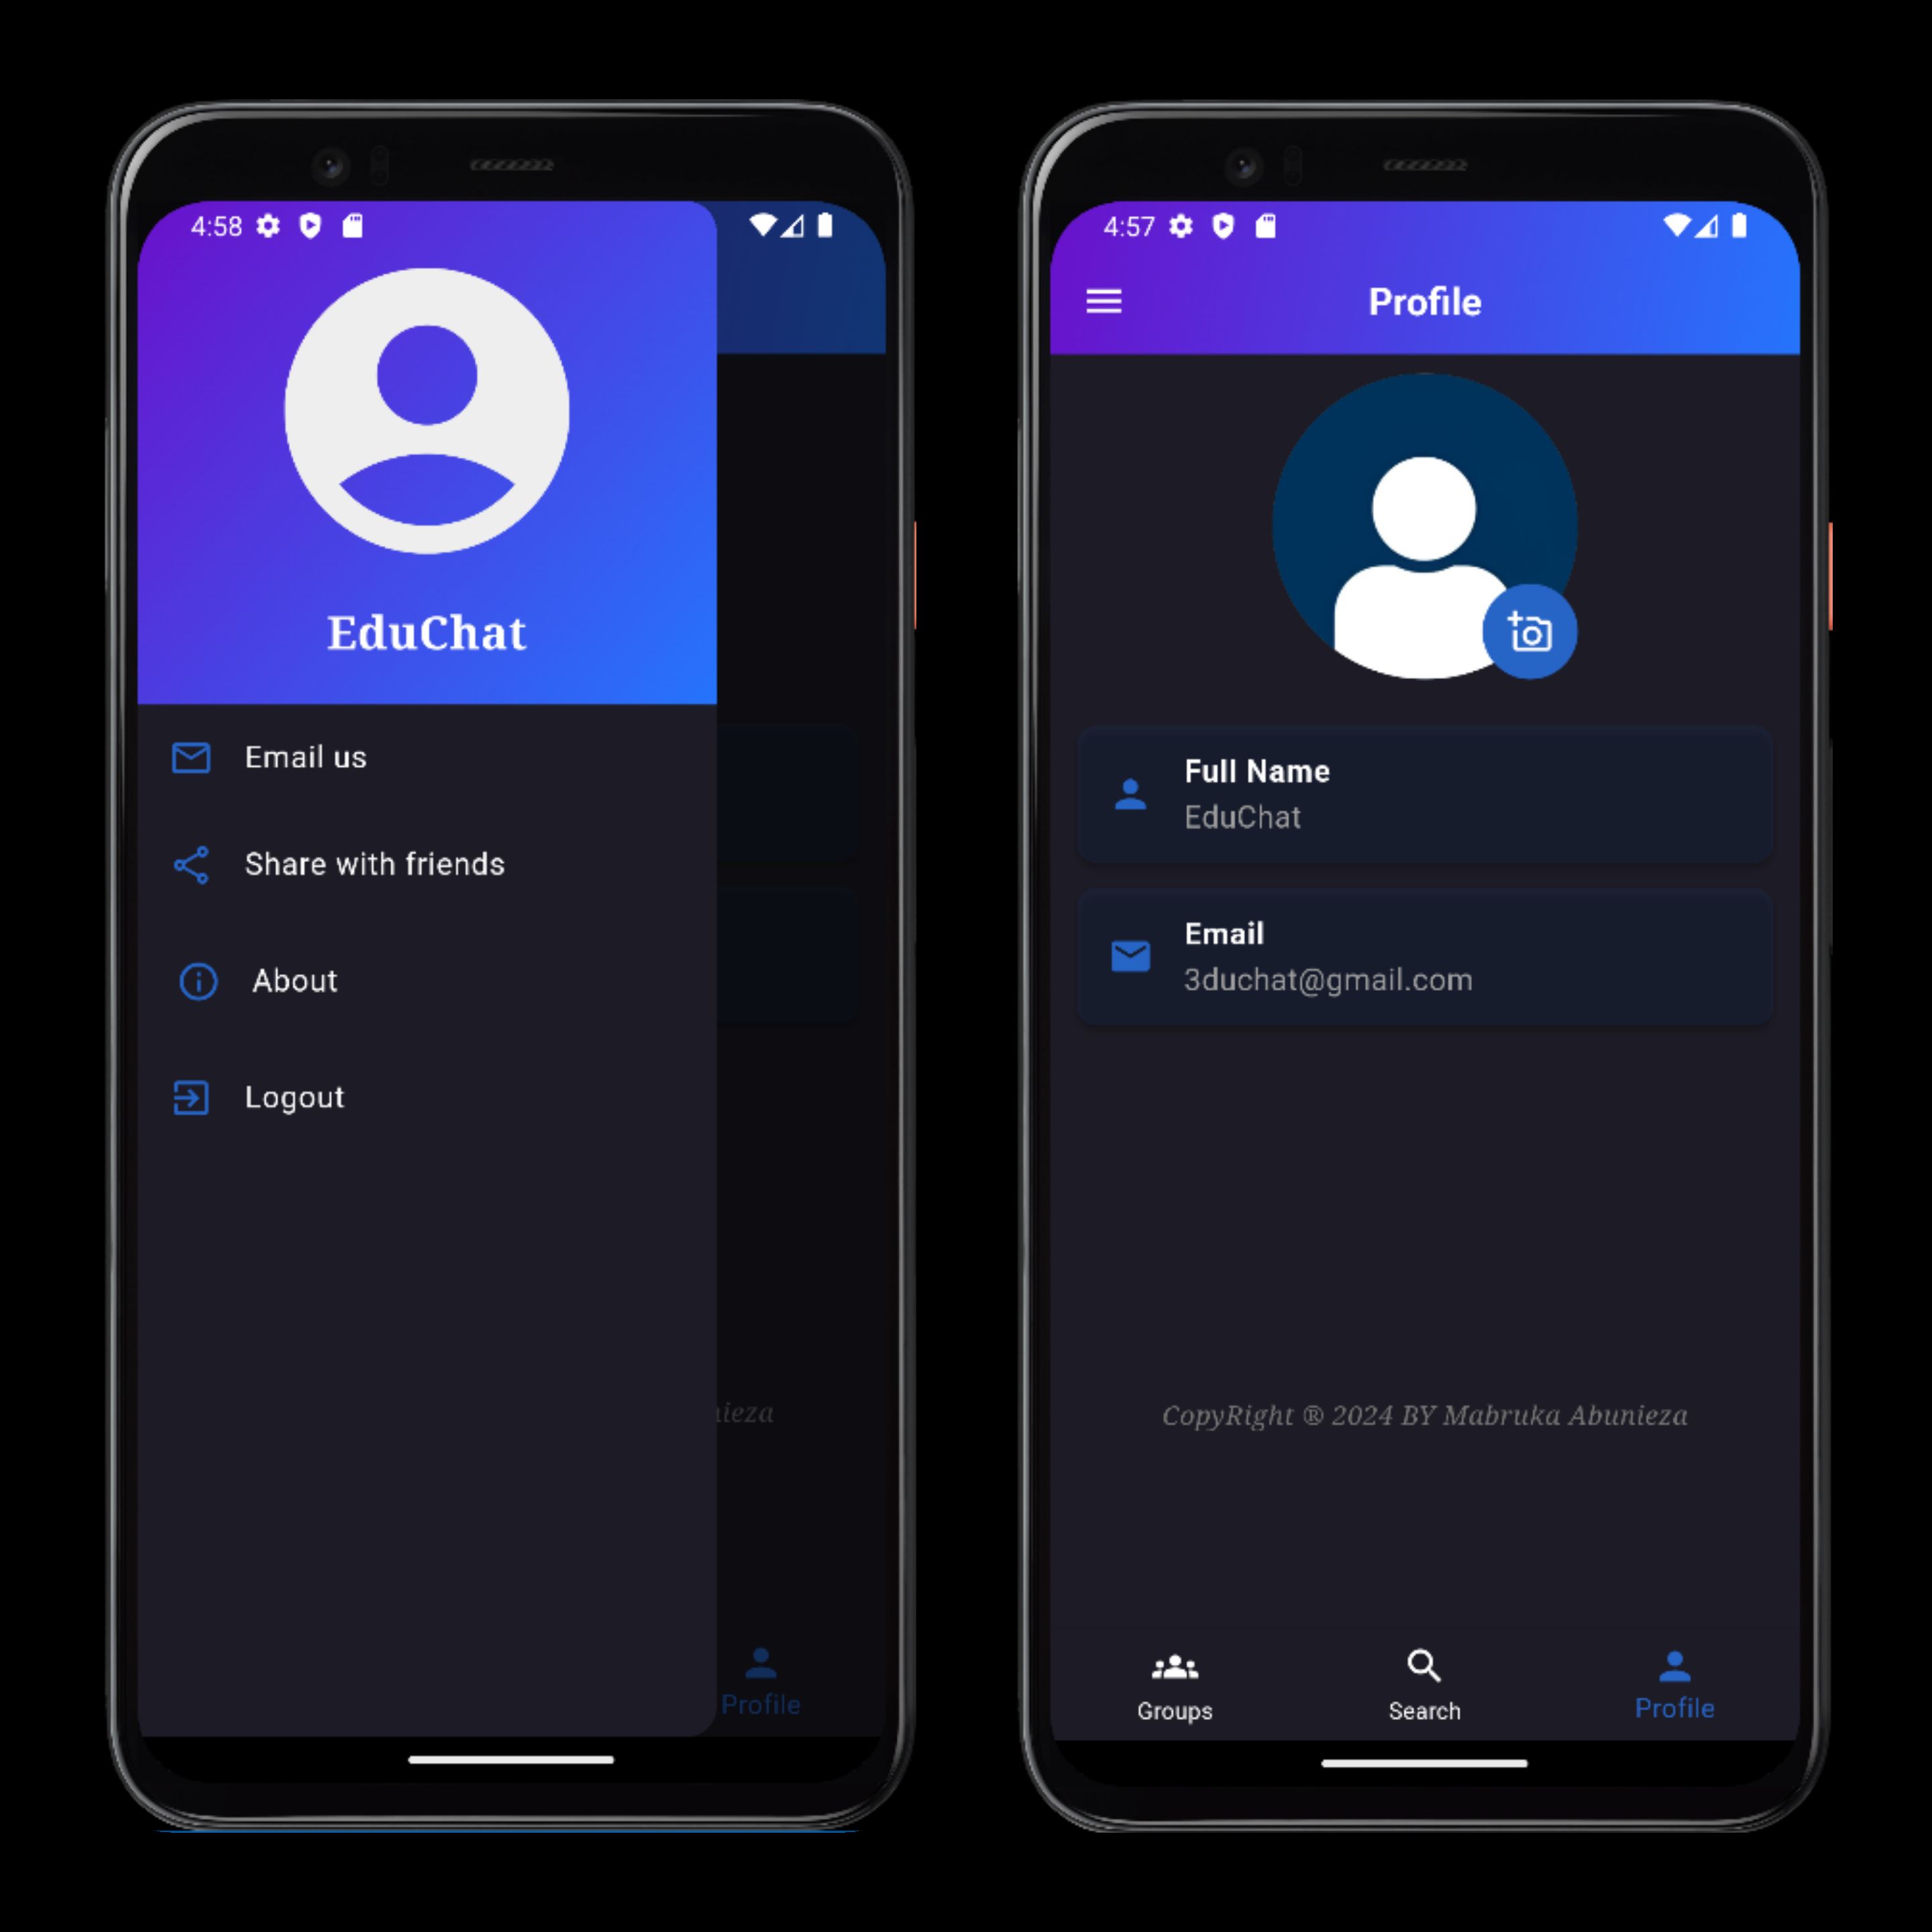 4:58
EduChat
Email us
Share with friends
About
Logout
Profile
4:57
Profile
Full Name
EduChat
Email
3duchat@gmail.com
CopyRight ® 2024 BY Mabruka Abunieza
Groups
Search
Profile